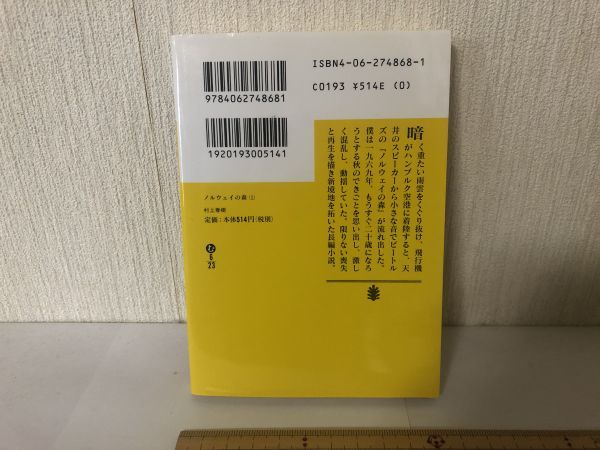 ISBN4-06-274868-1
C0193 ¥514E (0)
9784062748681
1920193005141
ノルウェイの森(上)
村上春樹
定価:本体514円(税別)
む
6
23
暗く重たい雨雲をくぐり抜け、飛行機
がハンブルク空港に着陸すると、天
井のスピーカーから小さな音でビートル
ズの『ノルウェイの森』が流れ出した。
僕は一九六九年、もうすぐ二十歳になろ
うとする秋のできごとを思い出し、激し
く混乱し、動揺していた。限りない喪失
と再生を描き新境地を拓いた長編小説。